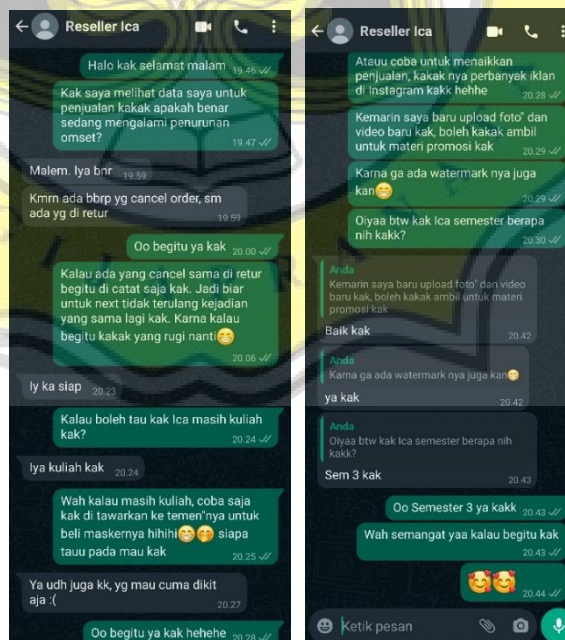 Reseller Ica
Halo kak selamat malam 19.46
Kak saya melihat data saya untuk
penjualan kakak apakah benar
sedang mengalami penurunan
omset? 19.47
Malem. Iya bnr 19.59
Kmrn ada bbrp yg cancel order, sm
ada yg di retur 19.59
Oo begitu ya kak 20.00
Kalau ada yang cancel sama di retur
begitu di catat saja kak. Jadi biar
untuk next tidak terulang kejadian
yang sama lagi kak. Karna kalau
begitu kakak yang rugi nanti😁
20.06
Iy ka siap 20.23
Kalau boleh tau kak Ica masih kuliah
kak? 20.24
Iya kuliah kak 20.24
Wah kalau masih kuliah, coba saja
kak di tawarkan ke temen"nya untuk
beli maskernya hihihi😁🤭 siapa
tauu pada mau kak 20.25
Ya udh juga kk, yg mau cuma dikit
aja :( 20.27
Oo begitu ya kak hehehe 20.28
Reseller Ica
Atauu coba untuk menaikkan
penjualan, kakak nya perbanyak iklan
di Instagram kakk hehhe 20.28
Kemarin saya baru upload foto" dan
video baru kak, boleh kakak ambil
untuk materi promosi kak 20.29
Karna ga ada watermark nya juga
kan😁 20.29
Oiyaa btw kak Ica semester berapa
nih kakk? 20.30
Anda
Kemarin saya baru upload foto" dan video
baru kak, boleh kakak ambil untuk materi
promosi kak
Baik kak 20.42
Anda
Karna ga ada watermark nya juga kan😁
ya kak 20.42
Anda
Oiyaa btw kak Ica semester berapa nih
kakk?
Sem 3 kak 20.43
Oo Semester 3 ya kakk 20.43
Wah semangat yaa kalau begitu kak
20.43
🥰🥰 20.44
Ketik pesan